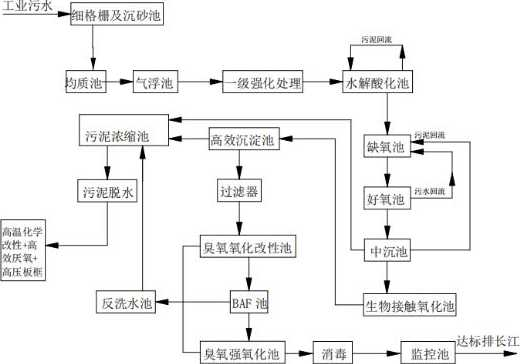 工业污水
细格栅及沉砂池
污泥回流
均质池
气浮池
一级强化处理
水解酸化池
污泥浓缩池
高效沉淀池
缺氧池
污泥回流
污泥脱水
过滤器
好氧池
污水回流
高温化学
改性+高
效厌氧+
高压板框
臭氧氧化改性池
中沉池
反洗水池
BAF 池
生物接触氧化池
臭氧强氧化池
消毒
监控池
达标排长江